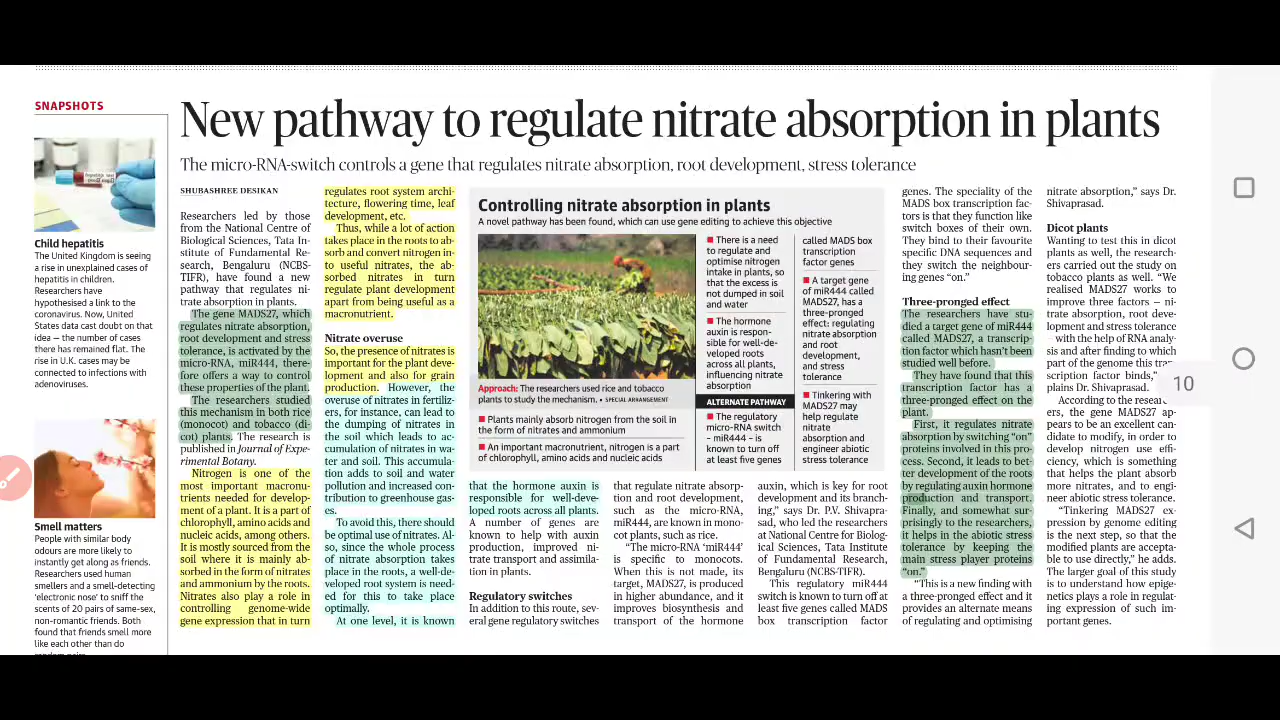 SNAPSHOTS
Child hepatitis
The United Kingdom is seeing
a rise in unexplained cases of
hepatitis in children.
Researchers have
hypothesised a link to the
coronavirus. Now, United
States data cast doubt on that
idea — the number of cases
there has remained flat. The
rise in U.K. cases may be
connected to infections with
adenoviruses.
Smell matters
People with similar body
odours are more likely to
instantly get along as friends.
Researchers used human
smellers and a smell-detecting
‘electronic nose’ to sniff the
scents of 20 pairs of same-sex,
non-romantic friends. Both
found that friends smell more
like each other than do
New pathway to regulate nitrate absorption in plants
The micro-RNA-switch controls a gene that regulates nitrate absorption, root development, stress tolerance
SHUBASHREE DESIKAN
Researchers led by those
from the National Centre of
Biological Sciences, Tata In-
stitute of Fundamental Re-
search, Bengaluru (NCBS-
TIFR), have found a new
pathway that regulates ni-
trate absorption in plants.
The gene MADS27, which
regulates nitrate absorption,
root development and stress
tolerance, is activated by the
micro-RNA, miR444, there-
fore offers a way to control
these properties of the plant.
The researchers studied
this mechanism in both rice
(monocot) and tobacco (di-
cot) plants. The research is
published in Journal of Expe-
rimental Botany.
Nitrogen is one of the
most important macronu-
trients needed for develop-
ment of a plant. It is a part of
chlorophyll, amino acids and
nucleic acids, among others.
It is mostly sourced from the
soil where it is mainly ab-
sorbed in the form of nitrates
and ammonium by the roots.
Nitrates also play a role in
controlling genome-wide
gene expression that in turn
regulates root system archi-
tecture, flowering time, leaf
development, etc.
Thus, while a lot of action
takes place in the roots to ab-
sorb and convert nitrogen in-
to useful nitrates, the ab-
sorbed nitrates in turn
regulate plant development
apart from being useful as a
macronutrient.
Nitrate overuse
So, the presence of nitrates is
important for the plant deve-
lopment and also for grain
production. However, the
overuse of nitrates in fertiliz-
ers, for instance, can lead to
the dumping of nitrates in
the soil which leads to ac-
cumulation of nitrates in wa-
ter and soil. This accumula-
tion adds to soil and water
pollution and increased con-
tribution to greenhouse gas-
es.
To avoid this, there should
be optimal use of nitrates. Al-
so, since the whole process
of nitrate absorption takes
place in the roots, a well-de-
veloped root system is need-
ed for this to take place
optimally.
At one level, it is known
Controlling nitrate absorption in plants
A novel pathway has been found, which can use gene editing to achieve this objective
Approach: The researchers used rice and tobacco
plants to study the mechanism. • SPECIAL ARRANGEMENT
■ Plants mainly absorb nitrogen from the soil in
the form of nitrates and ammonium
■ An important macronutrient, nitrogen is a part
of chlorophyll, amino acids and nucleic acids
■ There is a need
to regulate and
optimise nitrogen
intake in plants, so
that the excess is
not dumped in soil
and water
■ The hormone
auxin is respon-
sible for well-de-
veloped roots
across all plants,
influencing nitrate
absorption
ALTERNATE PATHWAY
■ The regulatory
micro-RNA switch
– miR444 – is
known to turn off
at least five genes
called MADS box
transcription
factor genes
■ A target gene
of miR444 called
MADS27, has a
three-pronged
effect: regulating
nitrate absorption
and root
development,
and stress
tolerance
■ Tinkering with
MADS27 may
help regulate
nitrate
absorption and
engineer abiotic
stress tolerance
that the hormone auxin is
responsible for well-deve-
loped roots across all plants.
A number of genes are
known to help with auxin
production, improved ni-
trate transport and assimila-
tion in plants.
Regulatory switches
In addition to this route, sev-
eral gene regulatory switches
that regulate nitrate absorp-
tion and root development,
such as the micro-RNA,
miR444, are known in mono-
cot plants, such as rice.
“The micro-RNA ‘miR444’
is specific to monocots.
When this is not made, its
target, MADS27, is produced
in higher abundance, and it
improves biosynthesis and
transport of the hormone
auxin, which is key for root
development and its branch-
ing,” says Dr. P.V. Shivapra-
sad, who led the researchers
at National Centre for Biolog-
ical Sciences, Tata Institute
of Fundamental Research,
Bengaluru (NCBS-TIFR).
This regulatory miR444
switch is known to turn off at
least five genes called MADS
box transcription factor
genes. The speciality of the
MADS box transcription fac-
tors is that they function like
switch boxes of their own.
They bind to their favourite
specific DNA sequences and
they switch the neighbour-
ing genes “on.”
Three-pronged effect
The researchers have stu-
died a target gene of miR444
called MADS27, a transcrip-
tion factor which hasn’t been
studied well before.
They have found that this
transcription factor has a
three-pronged effect on the
plant.
First, it regulates nitrate
absorption by switching “on”
proteins involved in this pro-
cess. Second, it leads to bet-
ter development of the roots
by regulating auxin hormone
production and transport.
Finally, and somewhat sur-
prisingly to the researchers,
it helps in the abiotic stress
tolerance by keeping the
main stress player proteins
“on.”
“This is a new finding with
a three-pronged effect and it
provides an alternate means
of regulating and optimising
nitrate absorption,” says Dr.
Shivaprasad.
Dicot plants
Wanting to test this in dicot
plants as well, the research-
ers carried out the study on
tobacco plants as well. “We
realised MADS27 works to
improve three factors – ni-
trate absorption, root deve-
lopment and stress tolerance
– with the help of RNA analy-
sis and after finding to which
part of the genome this tran
scription factor binds,”
plains Dr. Shivaprasad.
According to the
ers, the gene MADS27 ap-
pears to be an excellent can-
didate to modify, in order to
develop nitrogen use effi-
ciency, which is something
that helps the plant absorb
more nitrates, and to engi-
neer abiotic stress tolerance.
“Tinkering MADS27 ex-
pression by genome editing
is the next step, so that the
modified plants are accepta-
ble to use directly,” he adds.
The larger goal of this study
is to understand how epige-
netics plays a role in regulat-
ing expression of such im-
portant genes.
10